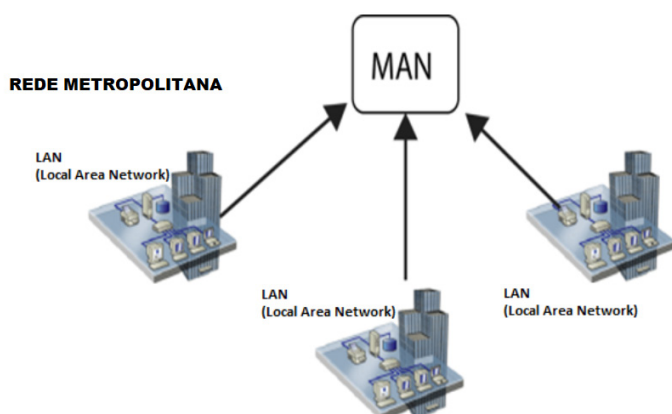 MAN
REDE METROPOLITANA
LAN
(Local Area Network)
LAN
(Local Area Network)
LAN
(Local Area Network)